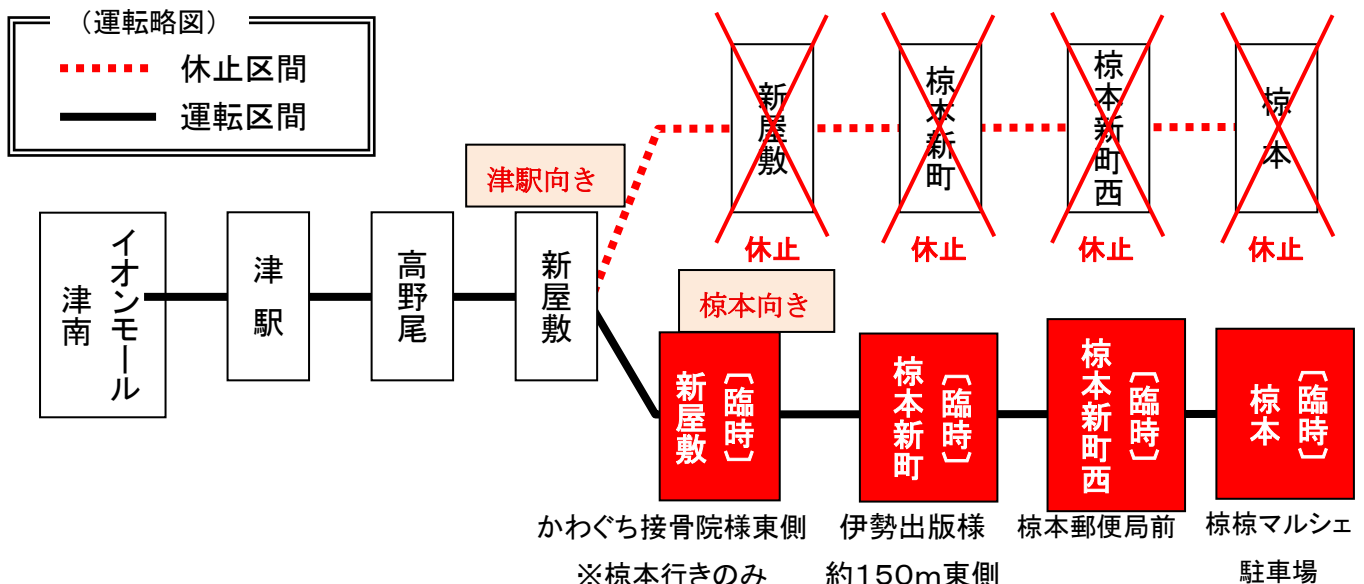 （運転略図）
休止区間
運転区間
新屋敷
椋本新町
椋本新町西
椋本
休止
休止
休止
休止
津駅向き
イオンモール
津南
津駅
高野尾
新屋敷
椋本向き
〔臨時〕
新屋敷
〔臨時〕
椋本新町
〔臨時〕
椋本新町西
〔臨時〕
椋本
かわぐち接骨院様東側
※椋本行きのみ
伊勢出版様
約150m東側
椋本郵便局前
椋椋マルシェ
駐車場